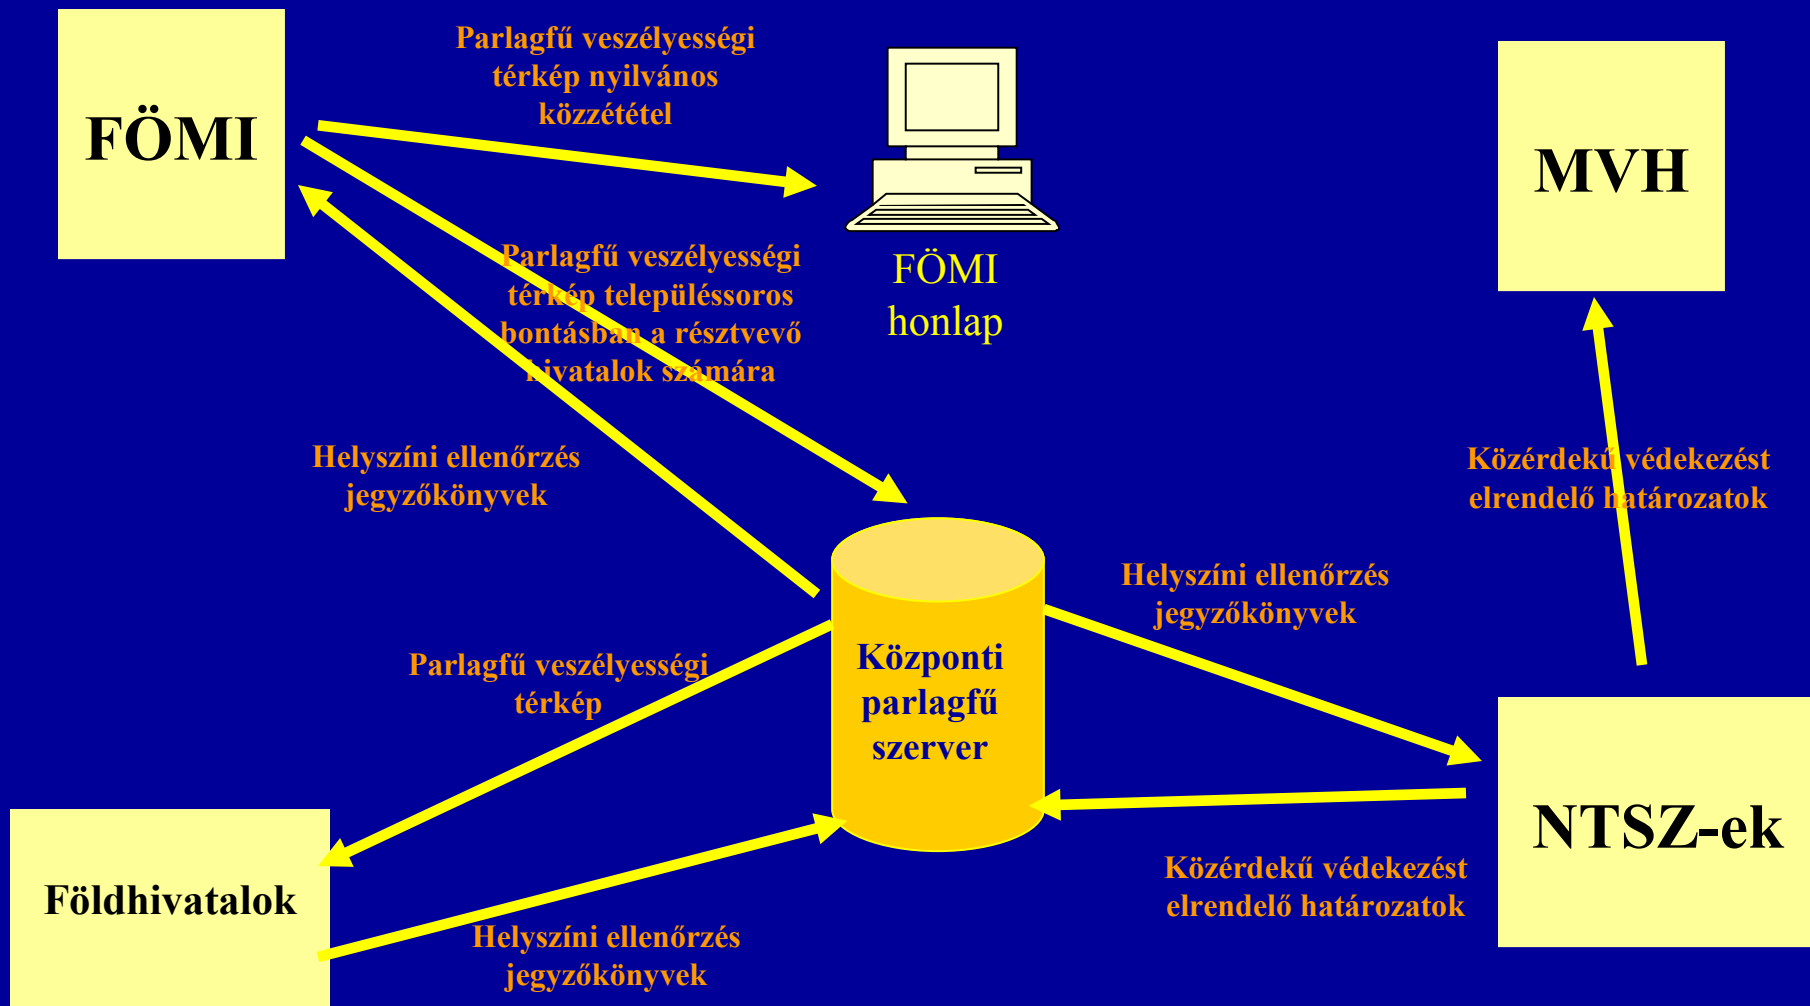 FÖMI
Parlagfű veszélyességi
térkép nyilvános
közzététel
MVH
FÖMI
honlap
Parlagfű veszélyességi
térkép településsoros
bontásban a résztvevő
hivatalok számára
Helyszíni ellenőrzés
jegyzőkönyvek
Közérdekű védekezést
elrendelő határozatok
Helyszíni ellenőrzés
jegyzőkönyvek
Parlagfű veszélyességi
térkép
Központi
parlagfű
szerver
NTSZ-ek
Közérdekű védekezést
elrendelő határozatok
Földhivatalok
Helyszíni ellenőrzés
jegyzőkönyvek